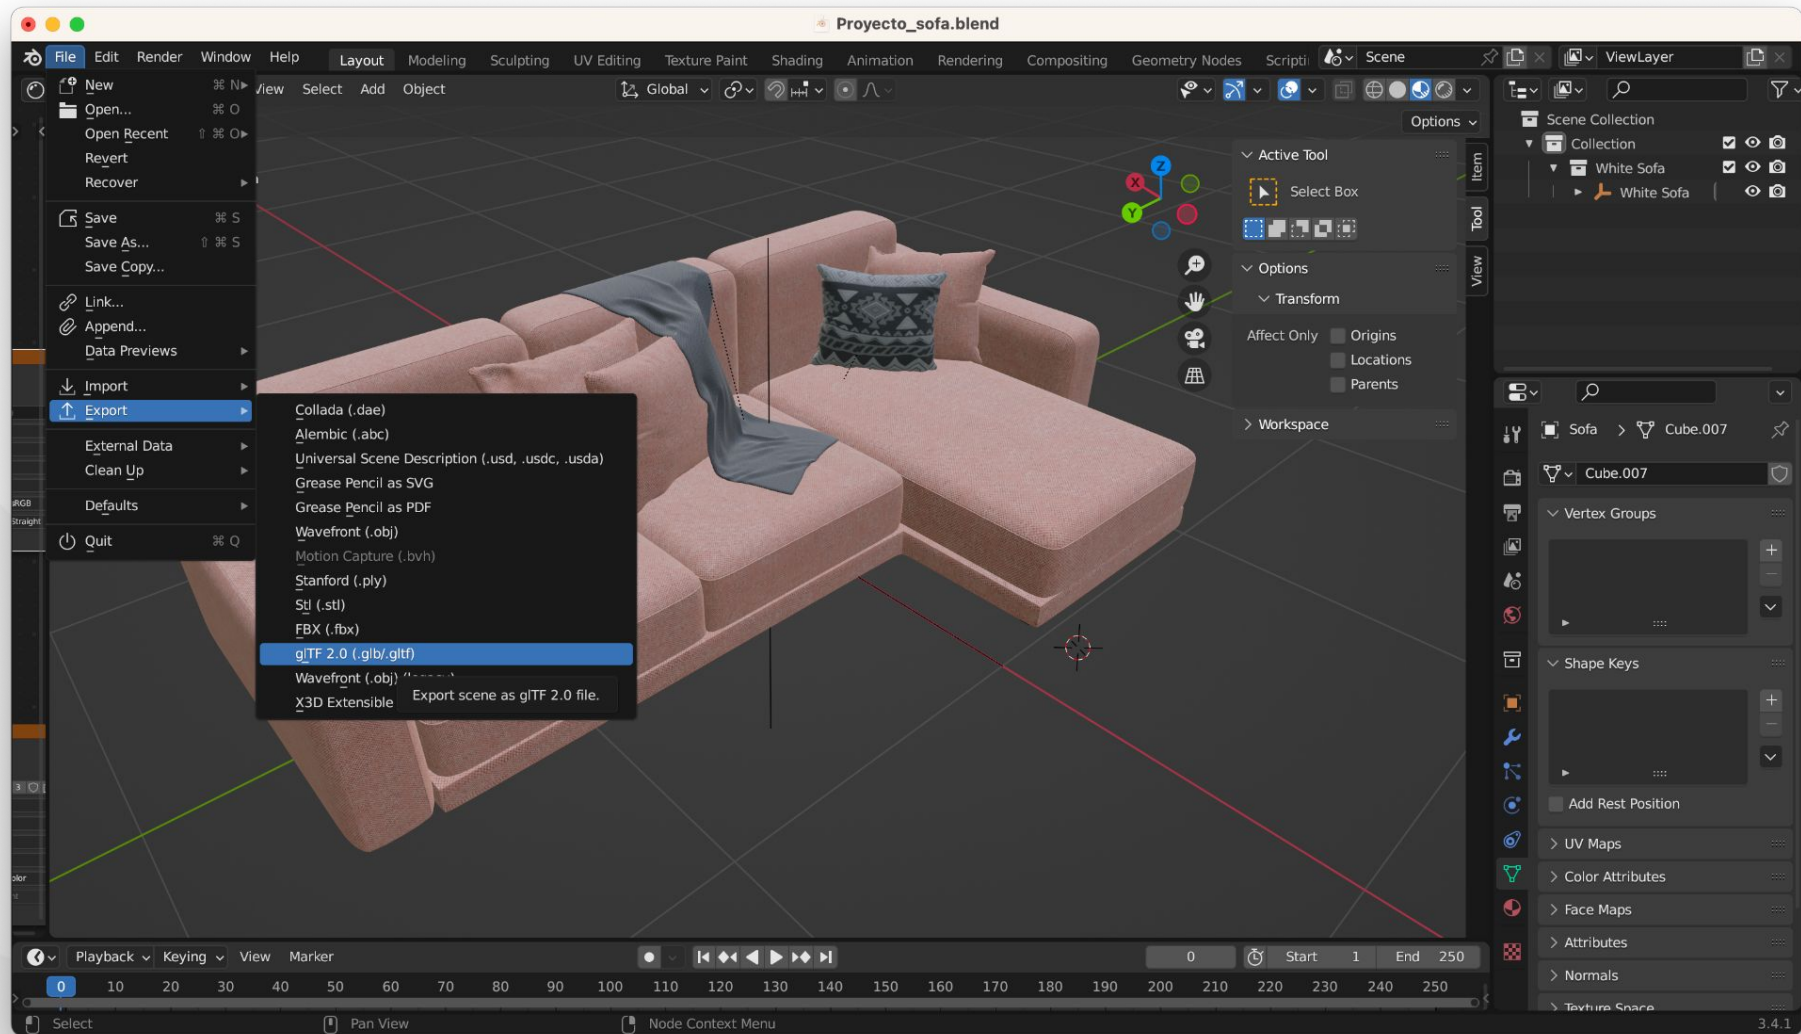 Proyecto_sofa.blend
File Edit Render Window Help Layout Modeling Sculpting UV Editing Texture Paint Shading Animation Rendering Compositing Geometry Nodes Scripti Scene ViewLayer
View Select Add Object Global
Options
New ⌘ N
Open... ⌘ O
Open Recent ⇧ ⌘ O
Revert
Recover
Save ⌘ S
Save As... ⇧ ⌘ S
Save Copy...
Link...
Append...
Data Previews
Import
Export
External Data
Clean Up
Defaults
Quit ⌘ Q
Collada (.dae)
Alembic (.abc)
Universal Scene Description (.usd, .usdc, .usda)
Grease Pencil as SVG
Grease Pencil as PDF
Wavefront (.obj)
Motion Capture (.bvh)
Stanford (.ply)
Stl (.stl)
FBX (.fbx)
glTF 2.0 (.glb/.gltf)
Wavefront (.obj)
X3D Extensible
Export scene as glTF 2.0 file.
Z
X
Y
Active Tool
Select Box
Options
Transform
Affect Only Origins
Locations
Parents
Workspace
Item
Tool
View
Scene Collection
Collection
White Sofa
White Sofa
Sofa Cube.007
Cube.007
Vertex Groups
Shape Keys
Add Rest Position
UV Maps
Color Attributes
Face Maps
Attributes
Normals
Texture Space
Straight
Playback Keying View Marker 0 Start 1 End 250
0 10 20 30 40 50 60 70 80 90 100 110 120 130 140 150 160 170 180 190 200 210 220 230 240 250
Select Pan View Node Context Menu 3.4.1